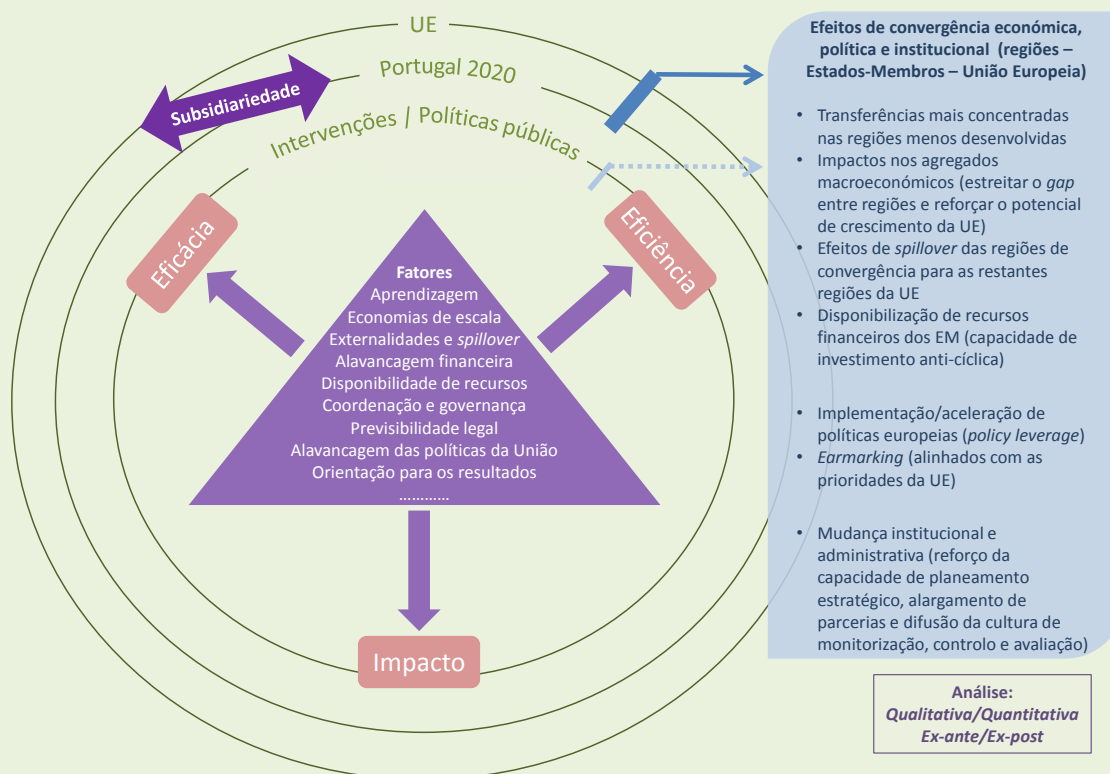 UE
Portugal 2020
Intervenções | Políticas públicas
Subsidiariedade
Eficácia
Eficiência
Fatores
Aprendizagem
Economias de escala
Externalidades e spillover
Alavancagem financeira
Disponibilidade de recursos
Coordenação e governança
Previsibilidade legal
Alavancagem das políticas da União
Orientação para os resultados
…………
Impacto
Efeitos de convergência económica,
política e institucional (regiões –
Estados-Membros – União Europeia)
• Transferências mais concentradas
nas regiões menos desenvolvidas
• Impactos nos agregados
macroeconómicos (estreitar o gap
entre regiões e reforçar o potencial
de crescimento da UE)
• Efeitos de spillover das regiões de
convergência para as restantes
regiões da UE
• Disponibilização de recursos
financeiros dos EM (capacidade de
investimento anti-cíclica)
• Implementação/aceleração de
políticas europeias (policy leverage)
• Earmarking (alinhados com as
prioridades da UE)
• Mudança institucional e
administrativa (reforço da
capacidade de planeamento
estratégico, alargamento de
parcerias e difusão da cultura de
monitorização, controlo e avaliação)
Análise:
Qualitativa/Quantitativa
Ex-ante/Ex-post